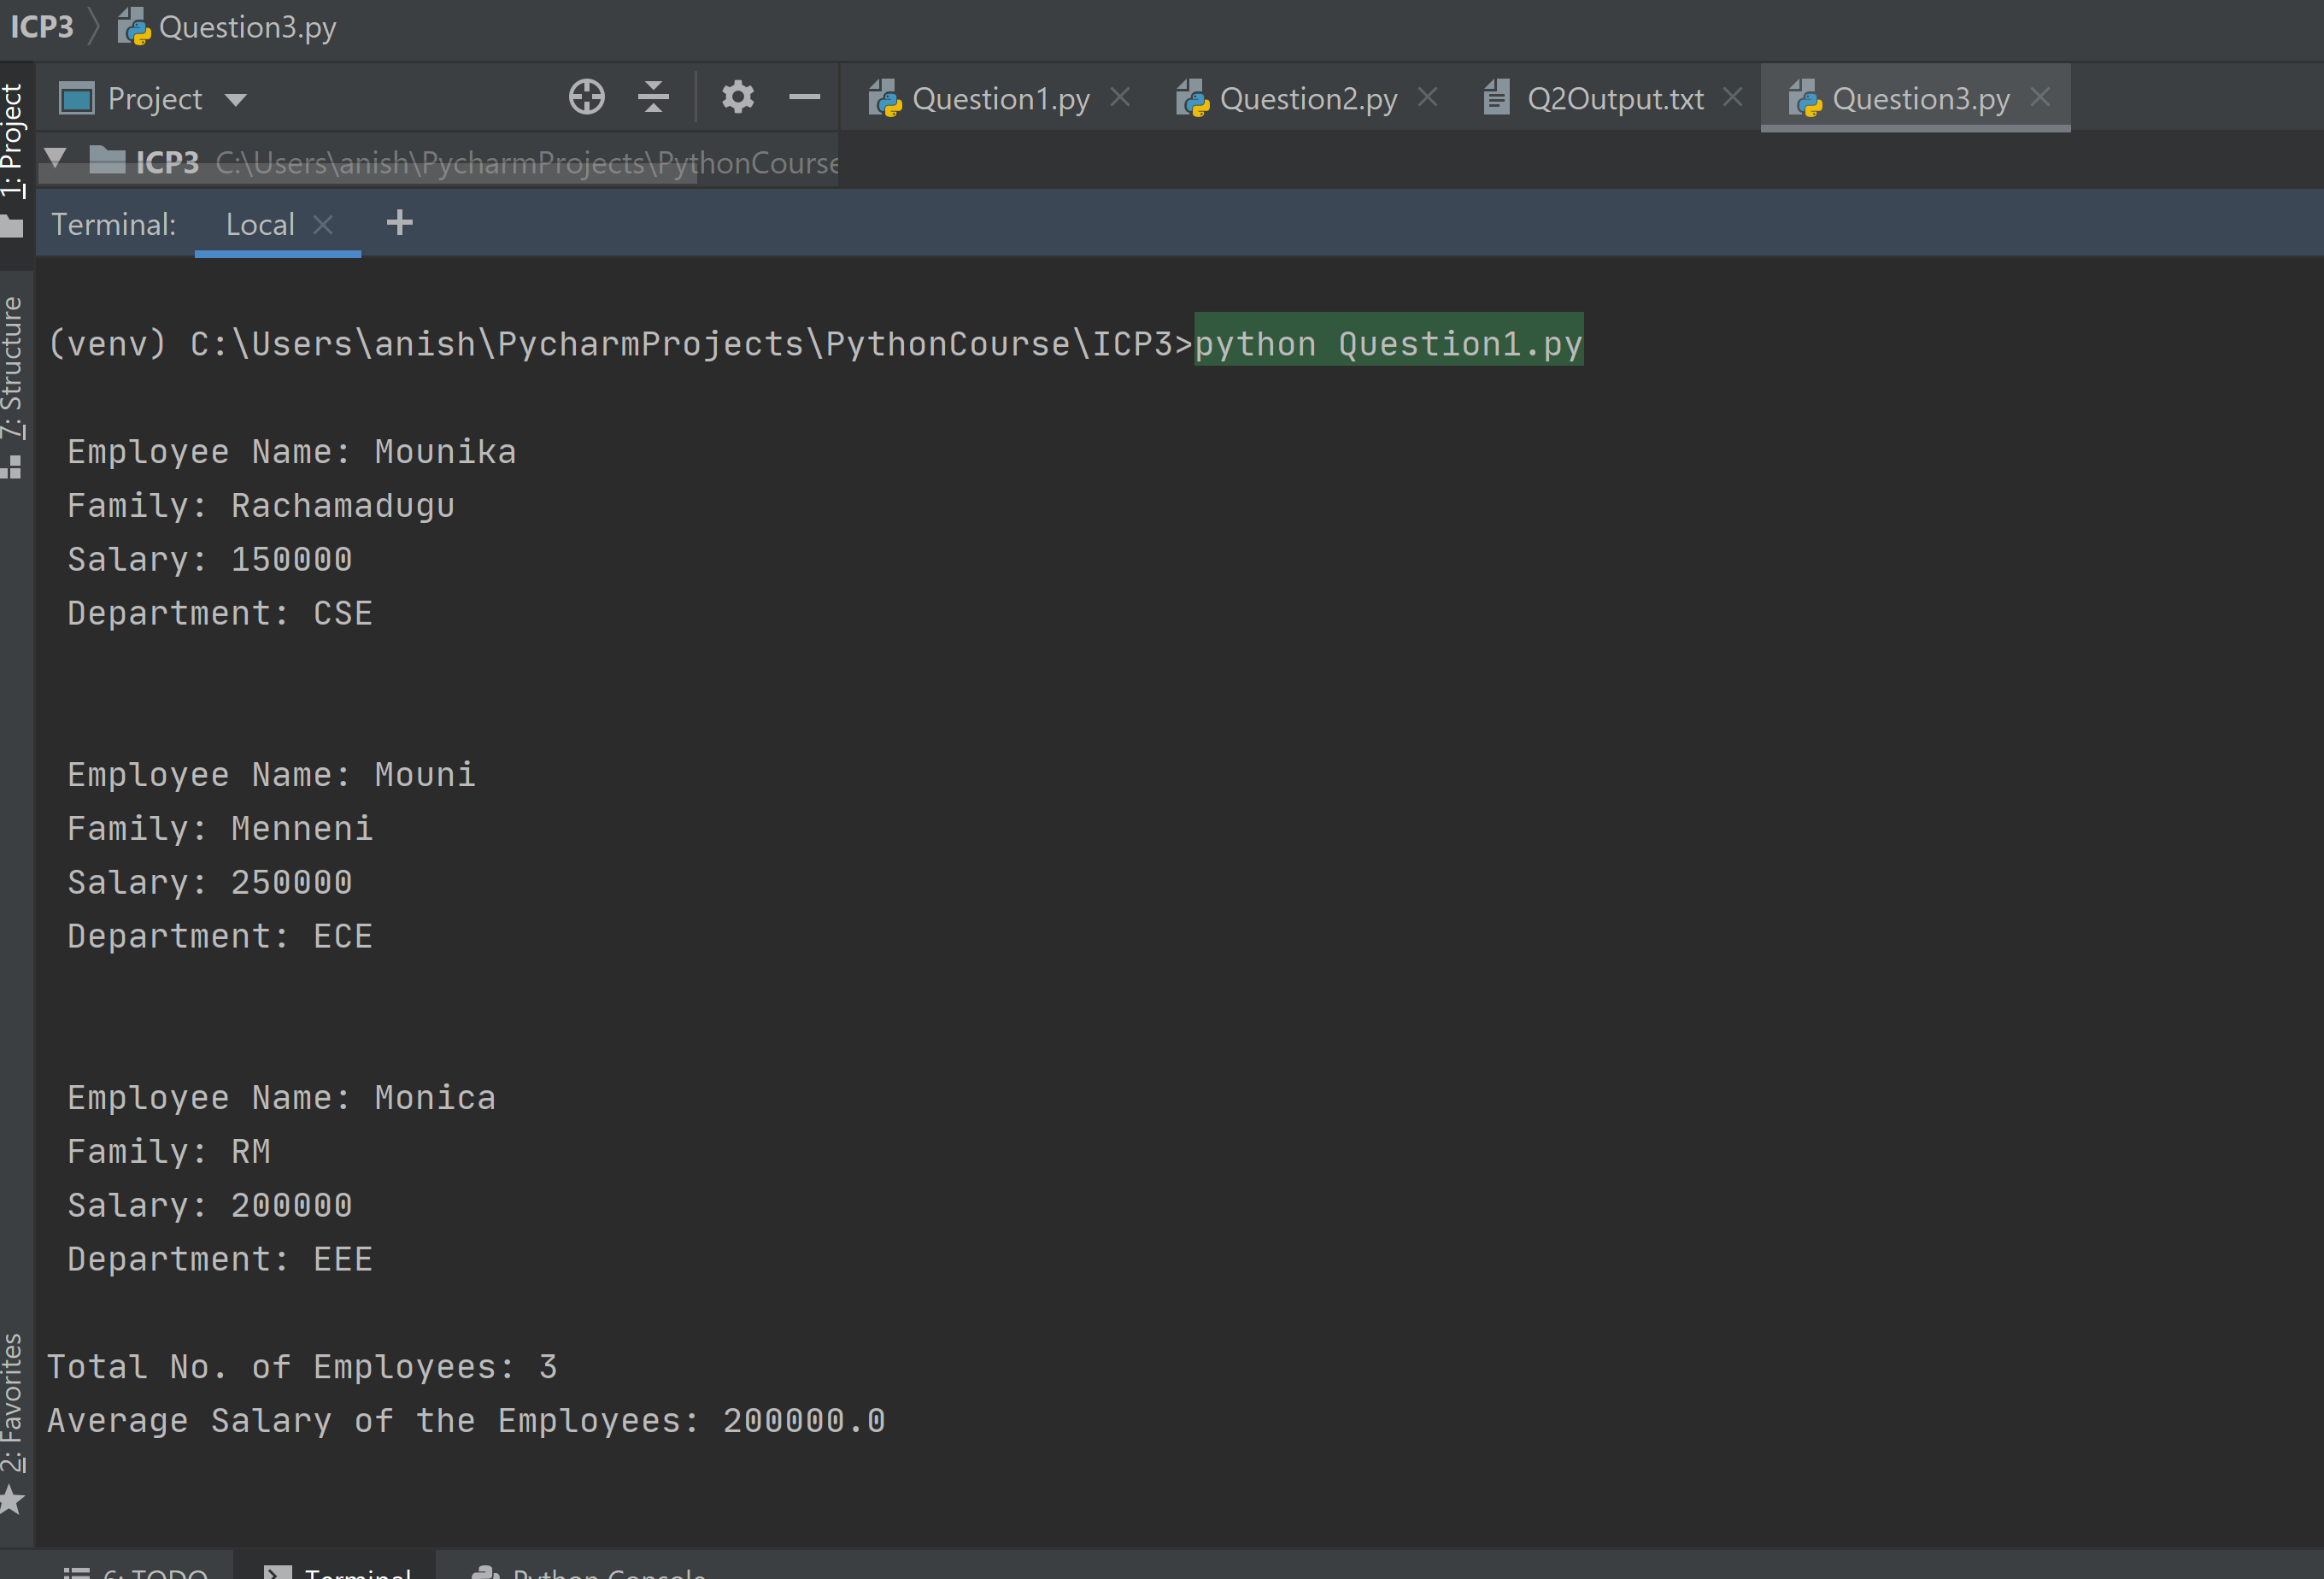 ICP3 Question3.py
Project
Question1.py Question2.py Q2Output.txt Question3.py
1: Project
ICP3 C:\Users\anish\PycharmProjects\PythonCourse
Terminal: Local +
7: Structure
(venv) C:\Users\anish\PycharmProjects\PythonCourse\ICP3>python Question1.py
Employee Name: Mounika
Family: Rachamadugu
Salary: 150000
Department: CSE
Employee Name: Mouni
Family: Menneni
Salary: 250000
Department: ECE
Employee Name: Monica
Family: RM
Salary: 200000
Department: EEE
Total No. of Employees: 3
Average Salary of the Employees: 200000.0
2: Favorites
6: TODO Terminal Python Console